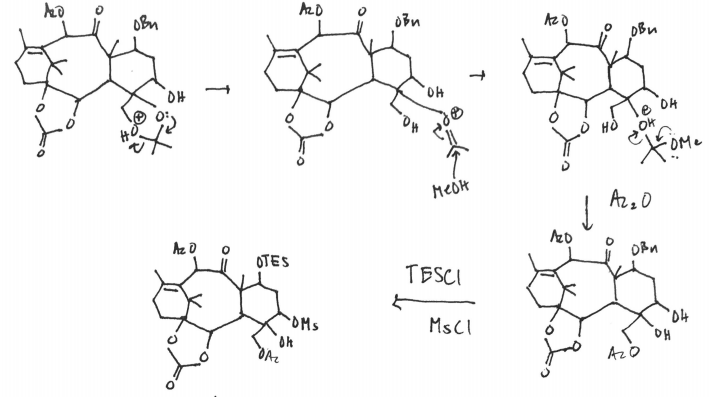 AcO O OBn
OH
O O
O
H O:
⊕
AcO O OBn
OH
OH
O O
O
O ⊕
MeOH
AcO O OBn
OH
HO OH ⊕
O O
O
OMe
Ac₂O
AcO O OBn
OH
OH
AcO
O O
O
TESCl
MsCl
AcO O OTES
OMs
OH
OAc
O O
O